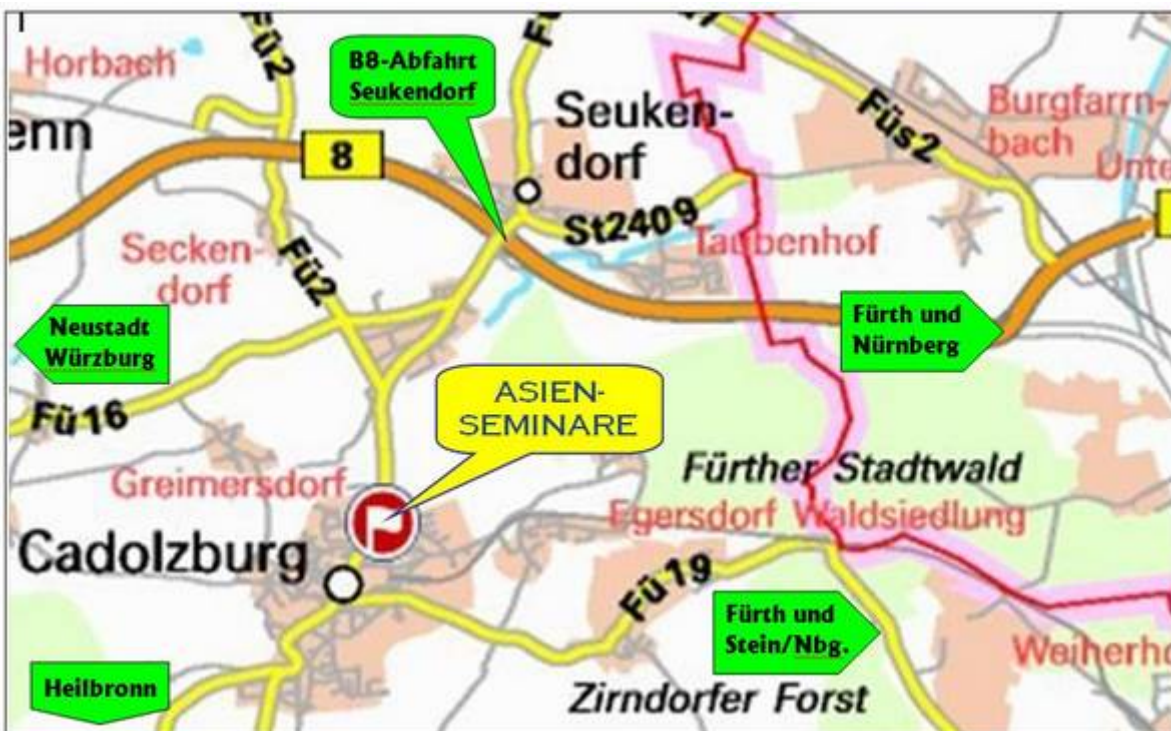 Fü2
Horbach
enn
8
B8-Abfahrt
Seukendorf
Seuken-
dorf
St2409
Füs2
Burgfarrn-
bach
Unte
Taubenhof
Secken-
dorf
Fü2
Neustadt
Würzburg
Fürth und
Nürnberg
Fü16
ASIEN-
SEMINARE
Greimersdorf
Fürther Stadtwald
Egersdorf Waldsiedlung
Cadolzburg
Fü19
Fürth und
Stein/Nbg.
Weiherho
Heilbronn
Zirndorfer Forst